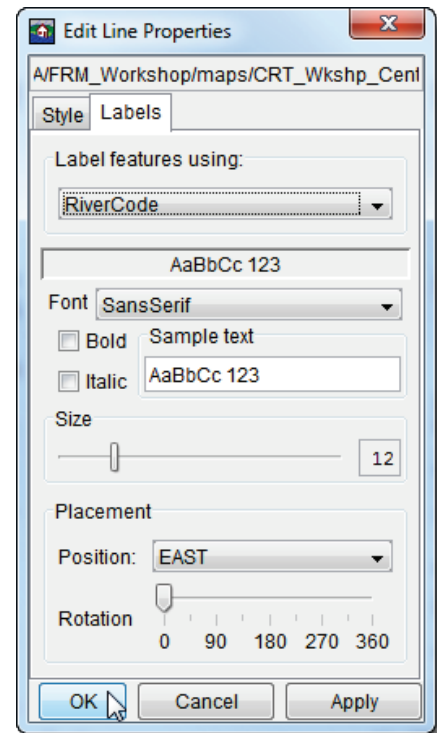 Edit Line Properties
A/FRM_Workshop/maps/CRT_Wkshp_Cent
Style Labels
Label features using:
RiverCode
AaBbCc 123
Font SansSerif
Bold Sample text
Italic AaBbCc 123
Size
12
Placement
Position: EAST
Rotation
0 90 180 270 360
OK Cancel Apply